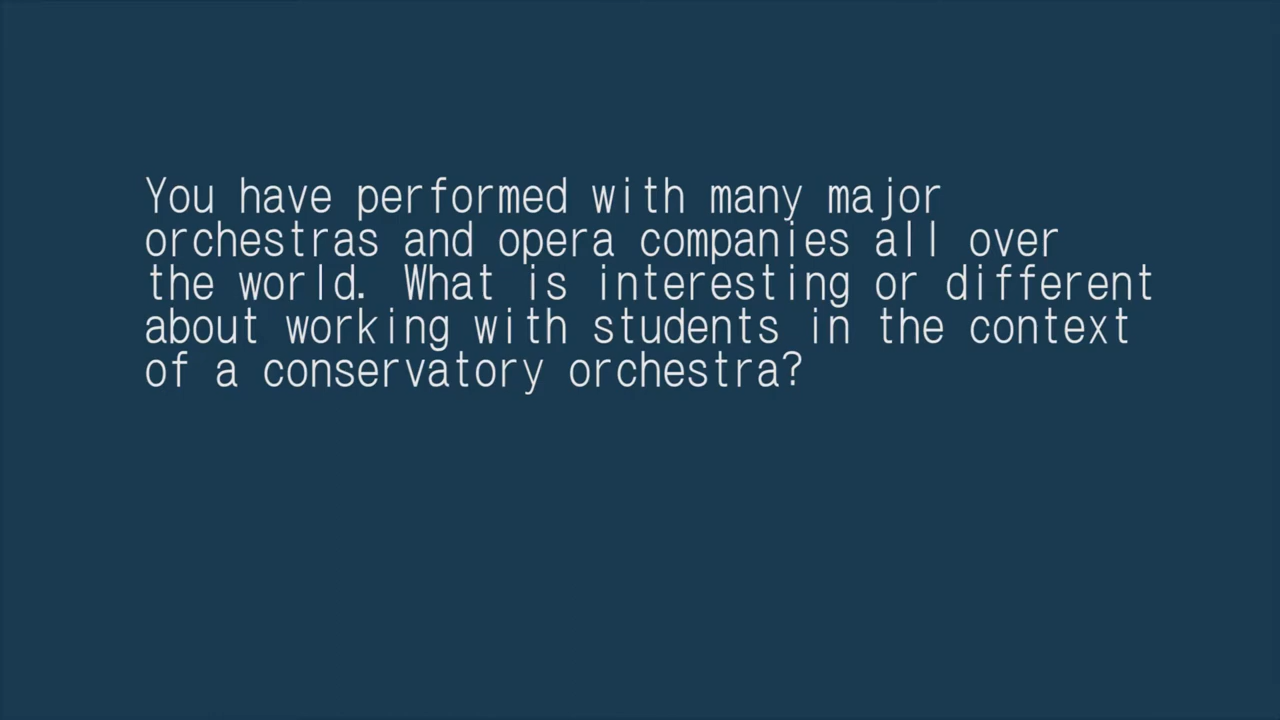 You have performed with many major
orchestras and opera companies all over
the world. What is interesting or different
about working with students in the context
of a conservatory orchestra?